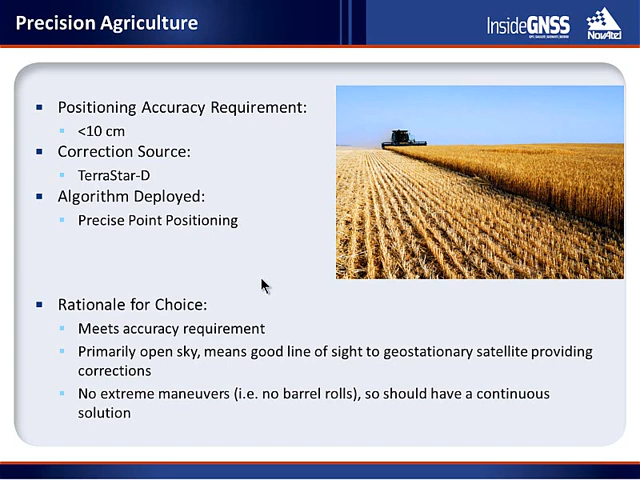 Precision Agriculture
InsideGNSS
NovAtel
Positioning Accuracy Requirement:
<10 cm
Correction Source:
TerraStar-D
Algorithm Deployed:
Precise Point Positioning
Rationale for Choice:
Meets accuracy requirement
Primarily open sky, means good line of sight to geostationary satellite providing
corrections
No extreme maneuvers (i.e. no barrel rolls), so should have a continuous
solution